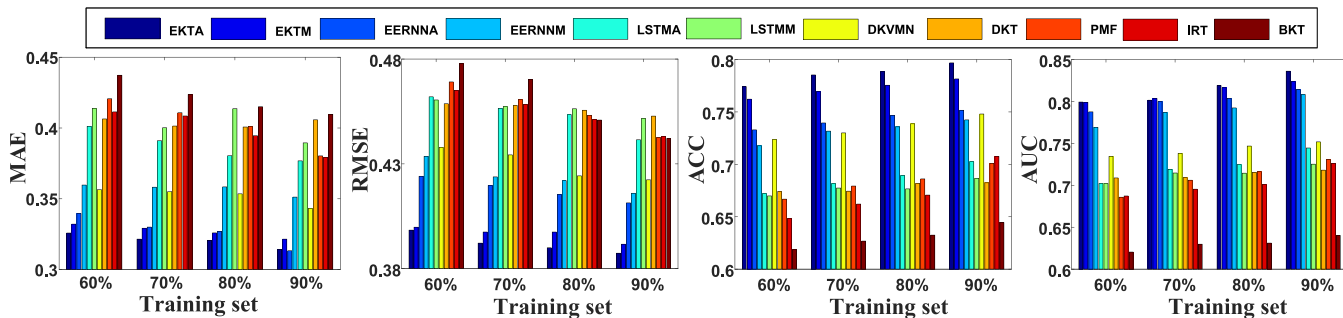 EKTA EKTM EERNNA EERNNM LSTMA LSTMM DKVMN DKT PMF IRT BKT
MAE
0.45
0.4
0.35
0.3
60% 70% 80% 90%
Training set
RMSE
0.48
0.43
0.38
60% 70% 80% 90%
Training set
ACC
0.8
0.75
0.7
0.65
0.6
60% 70% 80% 90%
Training set
AUC
0.85
0.8
0.75
0.7
0.65
0.6
60% 70% 80% 90%
Training set